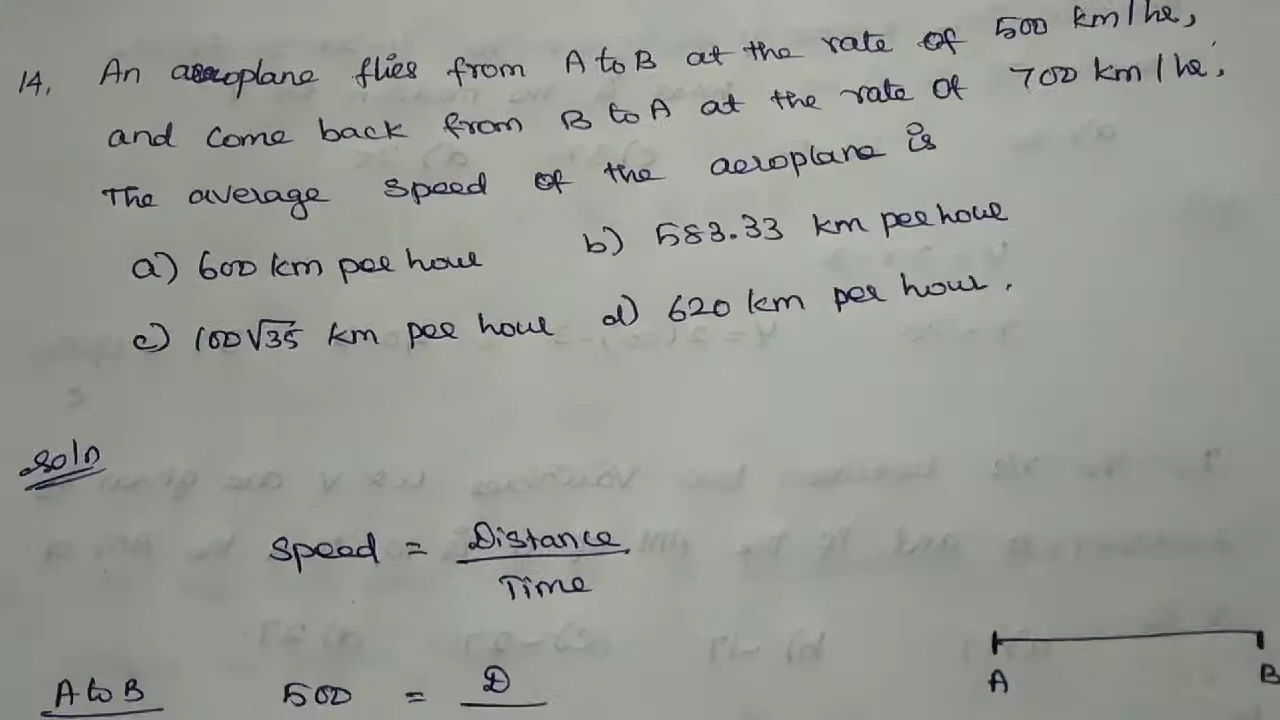 14. An aeroplane flies from A to B at the rate of 500 km/hr,
and come back from B to A at the rate of 700 km/hr.
The average speed of the aeroplane is
a) 600 km per hour b) 583.33 km per hour
c) 100√35 km per hour d) 620 km per hour.
Soln
Speed = Distance
Time
A B
A to B 500 = D